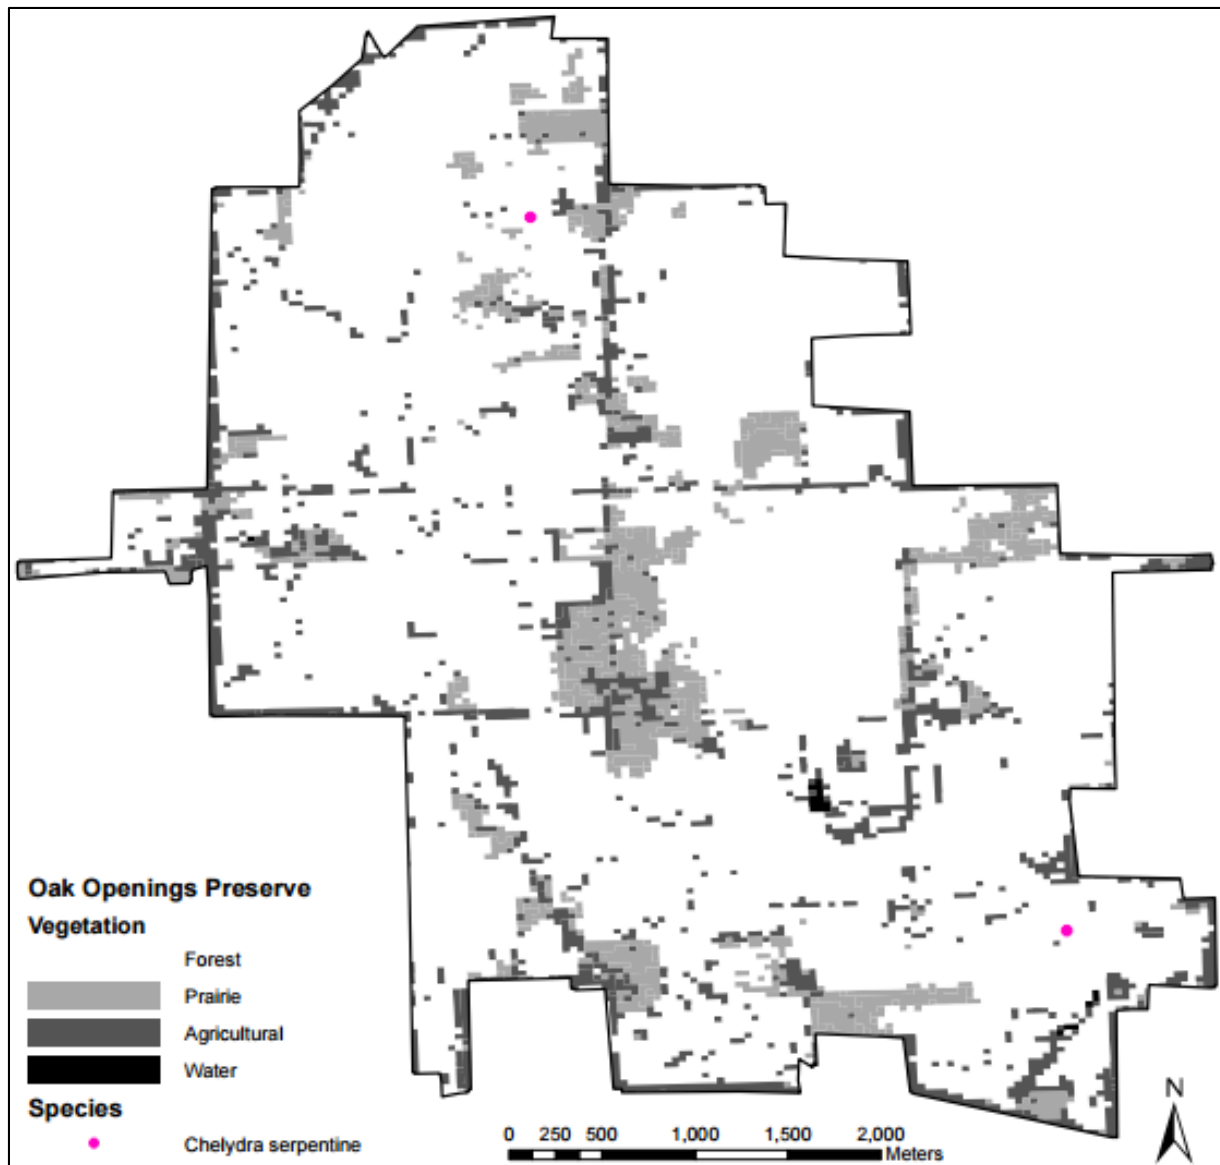 Oak Openings Preserve
Vegetation
Forest
Prairie
Agricultural
Water
Species
Chelydra serpentine
0 250 500 1,000 1,500 2,000
Meters
N